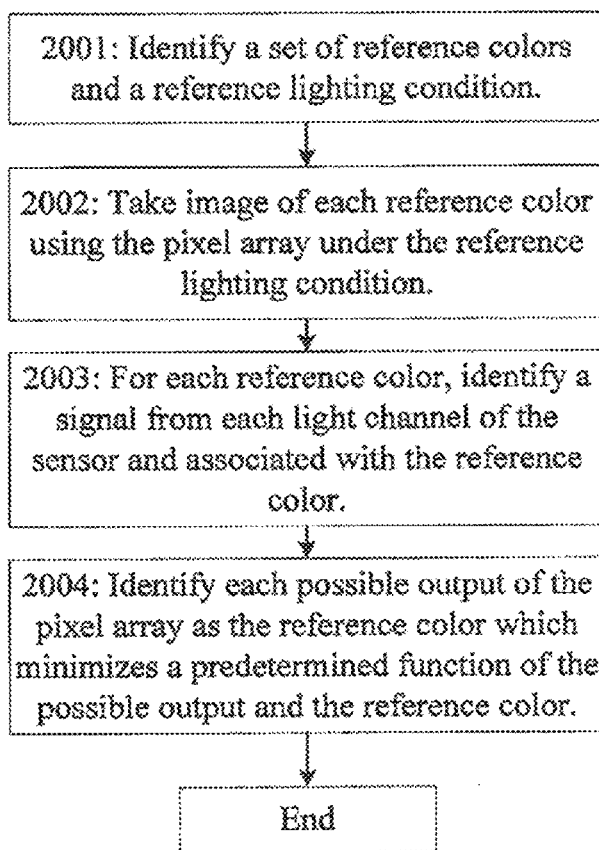 2001: Identify a set of reference colors
and a reference lighting condition.
2002: Take image of each reference color
using the pixel array under the reference
lighting condition.
2003: For each reference color, identify a
signal from each light channel of the
sensor and associated with the reference
color.
2004: Identify each possible output of the
pixel array as the reference color which
minimizes a predetermined function of the
possible output and the reference color.
End